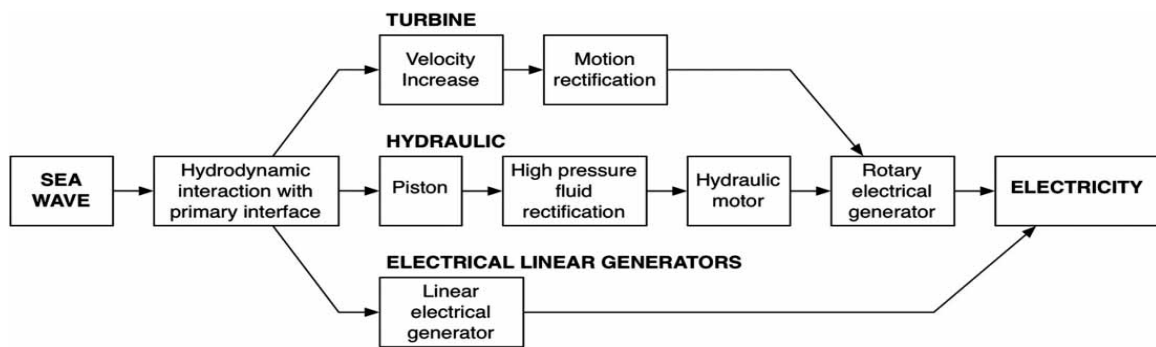 TURBINE
Velocity
Increase
Motion
rectification
HYDRAULIC
SEA
WAVE
Hydrodynamic
interaction with
primary interface
Piston
High pressure
fluid
rectification
Hydraulic
motor
Rotary
electrical
generator
ELECTRICITY
ELECTRICAL LINEAR GENERATORS
Linear
electrical
generator